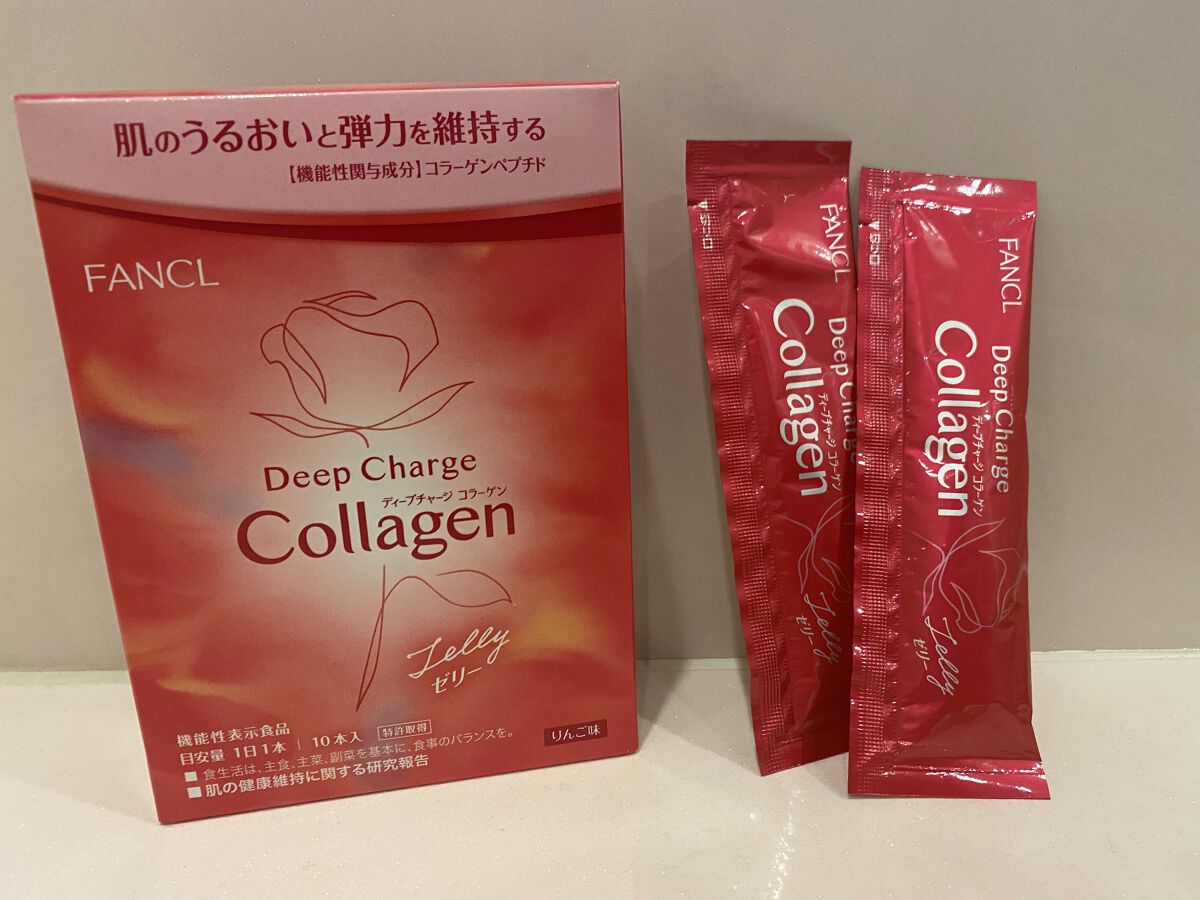 肌のうるおいと弾力を維持する
【機能性関与成分】コラーゲンペプチド
FANCL
Deep Charge
ディープチャージ コラーゲン
Collagen
Jelly
ゼリー
機能性表示食品
目安量 1日1本 | 10本入 特許取得
■ 食生活は、主食、主菜、副菜を基本に、食事のバランスを。
■ 肌の健康維持に関する研究報告
りんご味
FANCL
Deep Charge
ディープチャージ コラーゲン
Collagen
Jelly
ゼリー
FANCL
Deep Charge
ディープチャージ コラーゲン
Collagen
Jelly
ゼリー